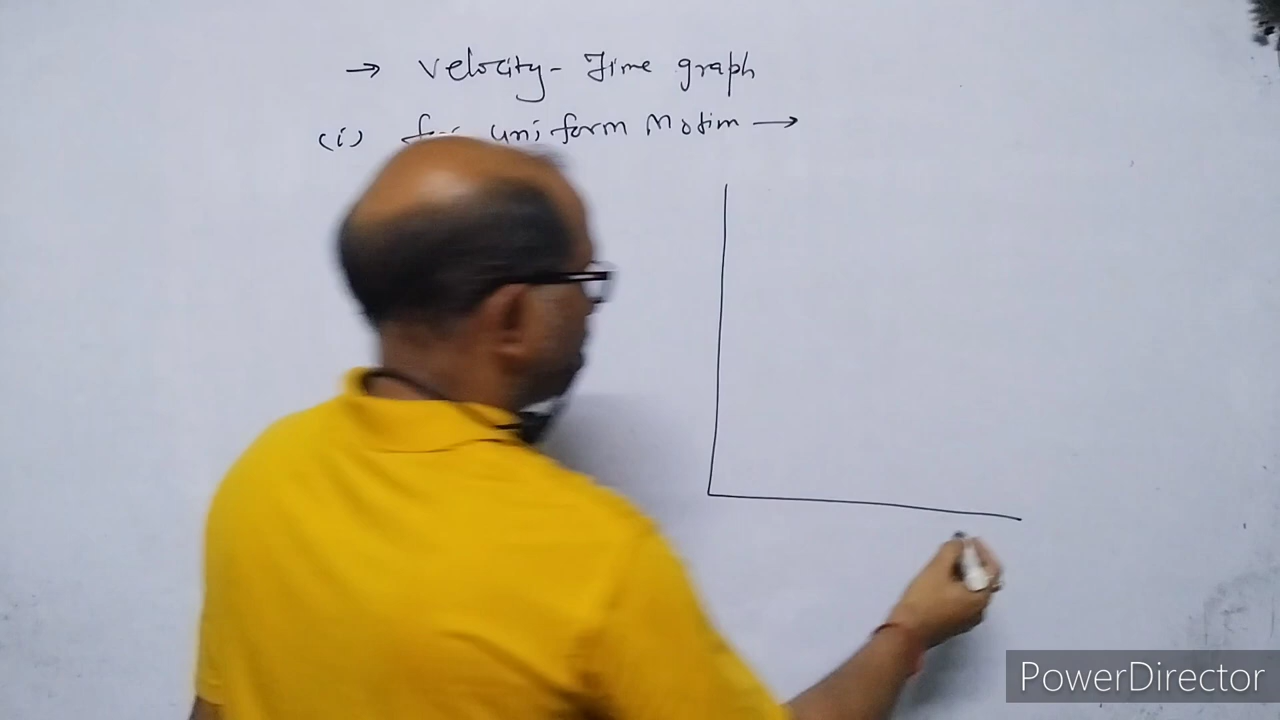 → Velocity-Time graph
(i) for uniform Motion →
PowerDirector